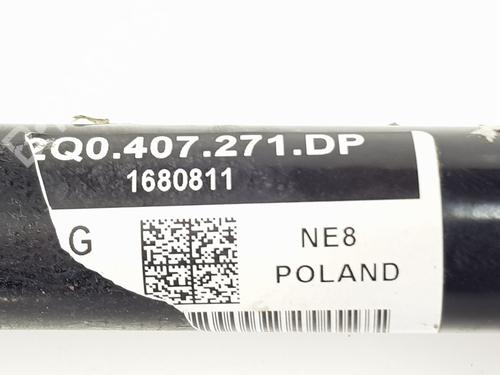 2Q0.407.271.DP
1680811
G
NE8
POLAND